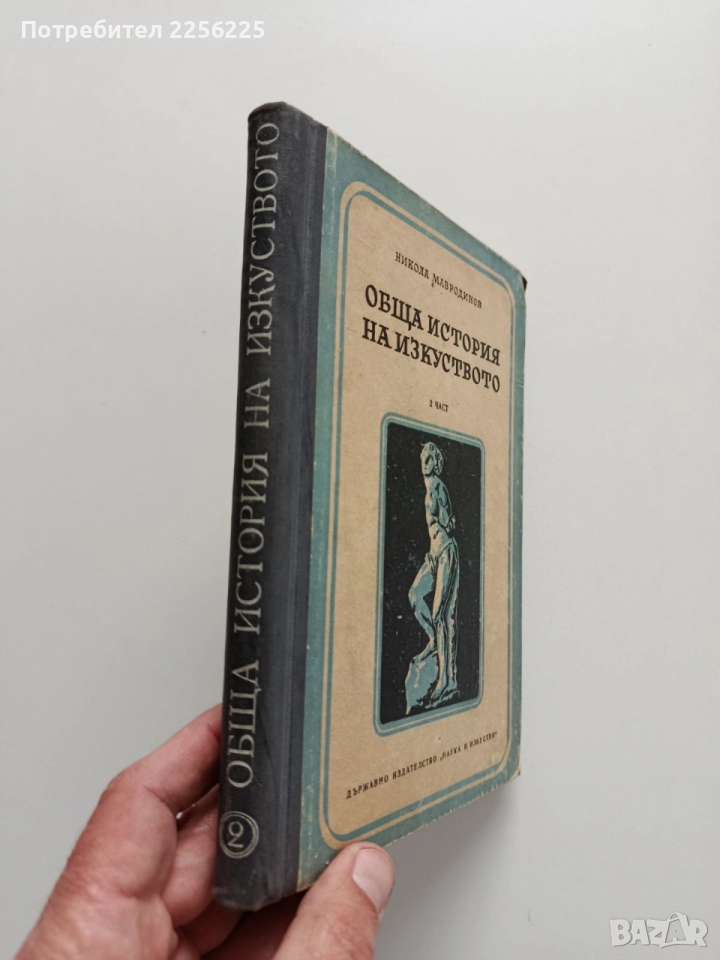 Потребител 2256225
ОБЩА ИСТОРИЯ НА ИЗКУСТВОТО
2
НИКОЛА МАВРОДИНОВ
ОБЩА ИСТОРИЯ
НА ИЗКУСТВОТО
2 ЧАСТ
ДЪРЖАВНО ИЗДАТЕЛСТВО „НАУКА И ИЗКУСТВО"
BAZAR